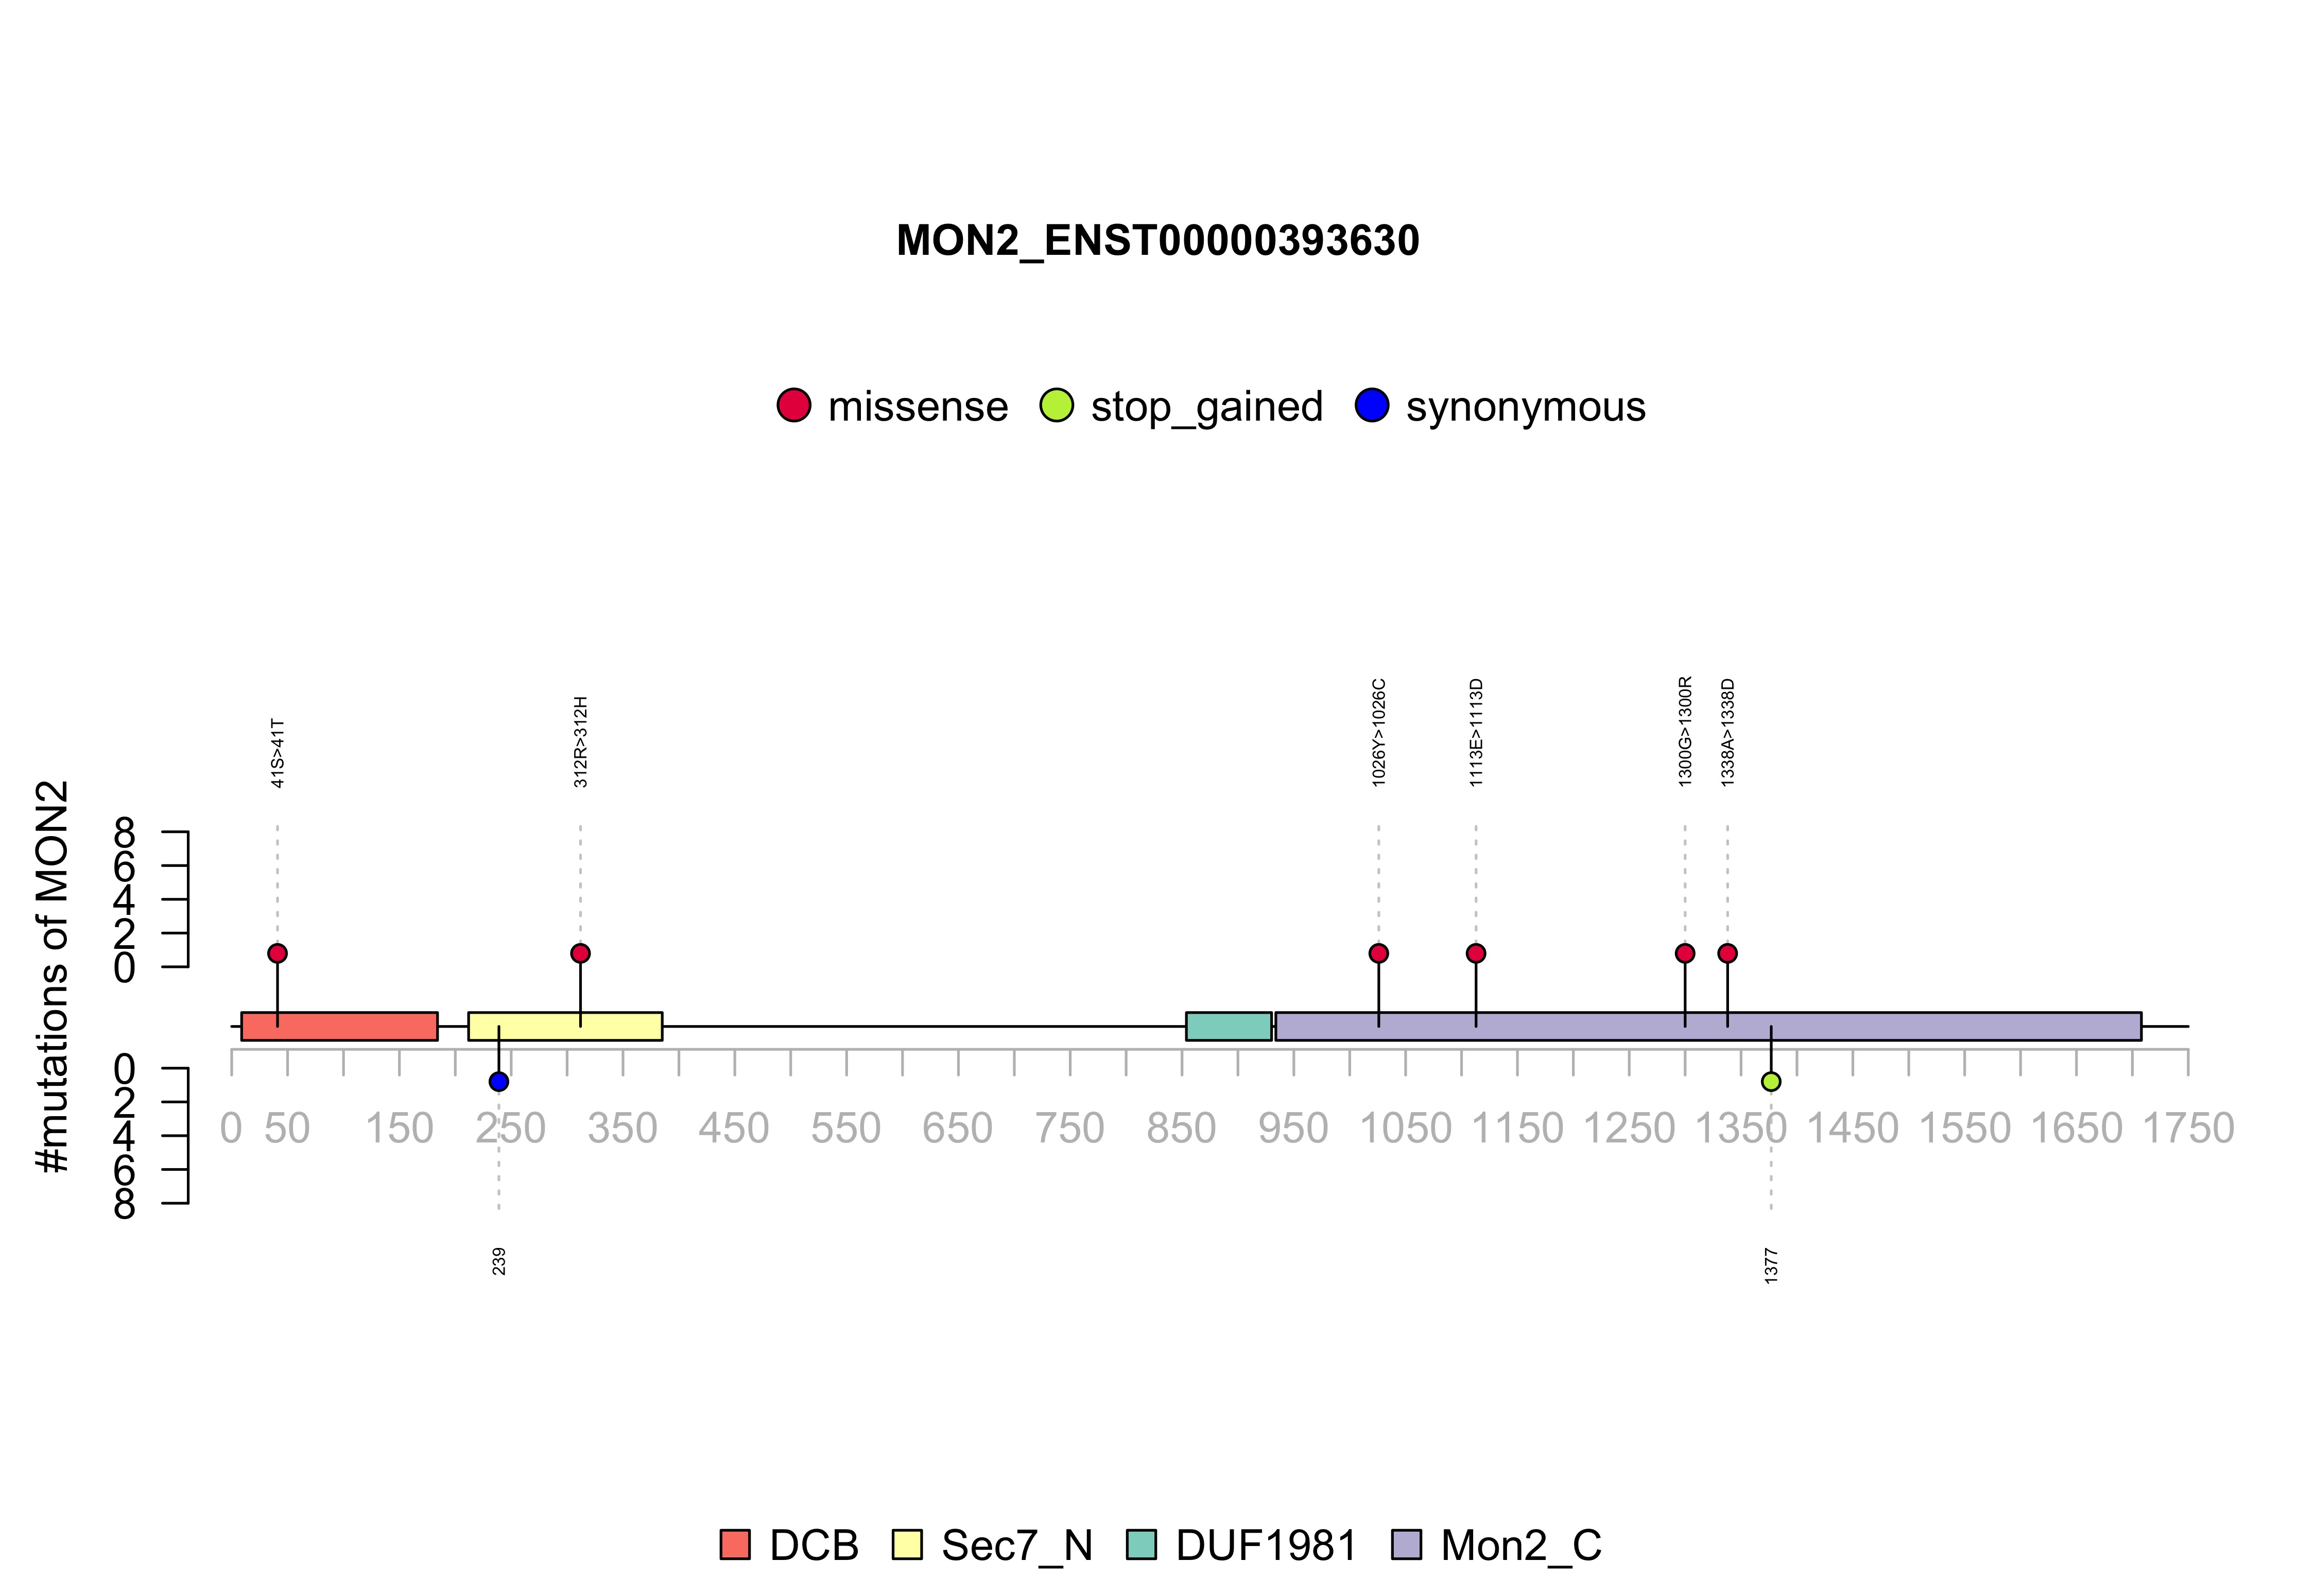 MON2_ENST00000393630
missense stop_gained synonymous
41S>41T 312R>312H 1026Y>1026C 1113E>1113D 1300G>1300R 1338A>1338D
#mutations of MON2
8
6
4
2
0
0
2
4
6
8
0 50 150 250 350 450 550 650 750 850 950 1050 1150 1250 1350 1450 1550 1650 1750
239 1377
DCB Sec7_N DUF1981 Mon2_C